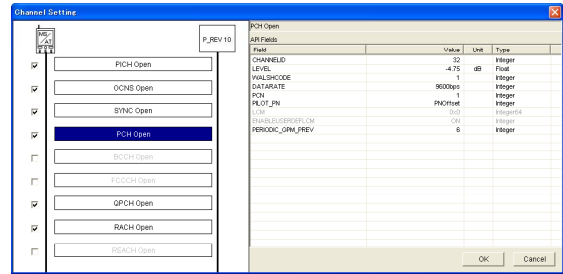 Channel Setting
MS/AT
P_REV 10
PICH Open
OCNS Open
SYNC Open
PCH Open
BCCH Open
FCCCH Open
QPCH Open
RACH Open
REACH Open
PCH Open
API Fields
Field Value Unit Type
CHANNELID 32 Integer
LEVEL -4.75 dB Float
WALSHCODE 1 Integer
DATARATE 9600bps Integer
PCN 1 Integer
PILOT_PN PNOffset Integer
LCM 0x0 Integer64
ENABLEUSERDEFLCM ON Integer
PERIODIC_GPM_PREV 6 Integer
OK Cancel